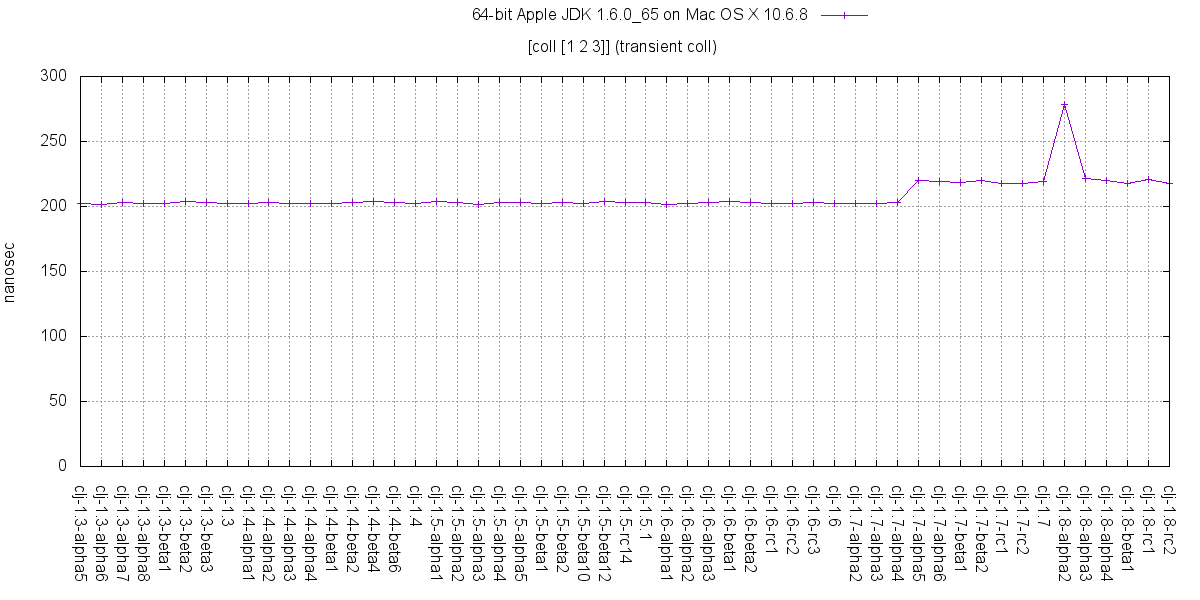 64-bit Apple JDK 1.6.0_65 on Mac OS X 10.6.8
[coll [1 2 3]] (transient coll)
300
250
200
150
100
50
0
nanosec
clj-1.3-alpha5
clj-1.3-alpha6
clj-1.3-alpha7
clj-1.3-alpha8
clj-1.3-beta1
clj-1.3-beta2
clj-1.3-beta3
clj-1.3
clj-1.4-alpha1
clj-1.4-alpha2
clj-1.4-alpha3
clj-1.4-alpha4
clj-1.4-beta1
clj-1.4-beta2
clj-1.4-beta4
clj-1.4-beta6
clj-1.4
clj-1.5-alpha1
clj-1.5-alpha2
clj-1.5-alpha3
clj-1.5-alpha4
clj-1.5-alpha5
clj-1.5-beta1
clj-1.5-beta2
clj-1.5-beta10
clj-1.5-beta12
clj-1.5-rc14
clj-1.5.1
clj-1.6-alpha1
clj-1.6-alpha2
clj-1.6-alpha3
clj-1.6-beta1
clj-1.6-beta2
clj-1.6-rc1
clj-1.6-rc2
clj-1.6-rc3
clj-1.6
clj-1.7-alpha2
clj-1.7-alpha3
clj-1.7-alpha4
clj-1.7-alpha5
clj-1.7-alpha6
clj-1.7-beta1
clj-1.7-beta2
clj-1.7-rc1
clj-1.7-rc2
clj-1.7
clj-1.8-alpha2
clj-1.8-alpha3
clj-1.8-alpha4
clj-1.8-beta1
clj-1.8-rc1
clj-1.8-rc2